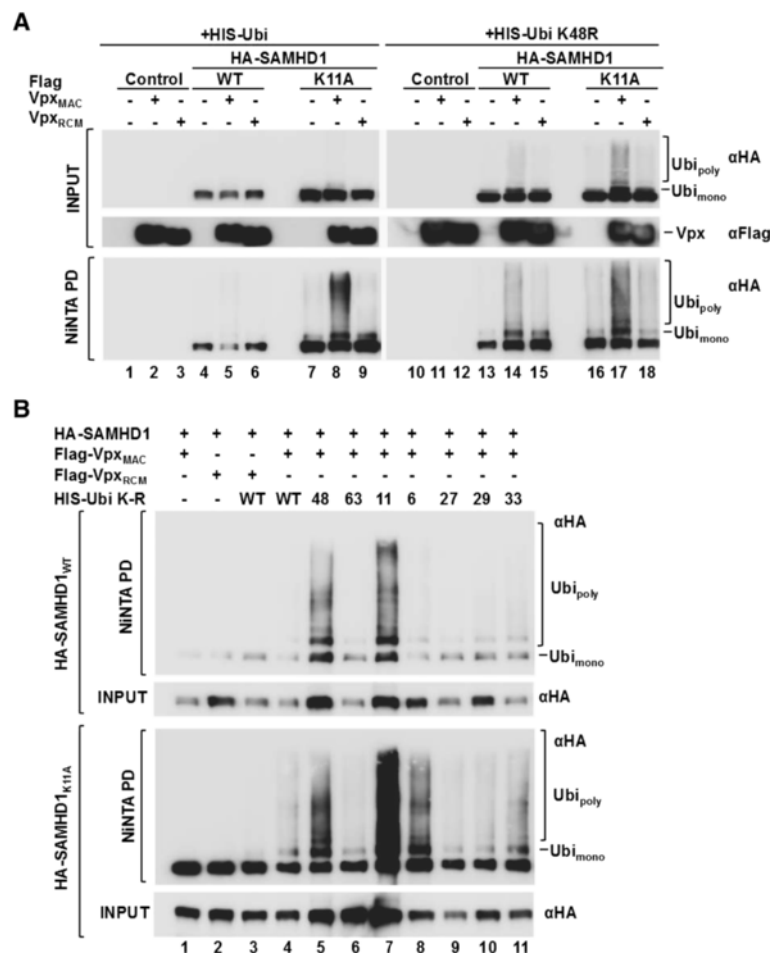 A
+HIS-Ubi +HIS-Ubi K48R
HA-SAMHD1 HA-SAMHD1
Flag Control WT K11A Control WT K11A
VpxMAC - + - - + - - + - - + - - + - - + -
VpxRCM - - + - - + - - + - - + - - + - - +
INPUT
Ubipoly αHA
Ubimono
Vpx αFlag
NiNTA PD
αHA
Ubipoly
Ubimono
1 2 3 4 5 6 7 8 9 10 11 12 13 14 15 16 17 18
B
HA-SAMHD1 + + + + + + + + + + +
Flag-VpxMAC + - - + + + + + + + +
Flag-VpxRCM - + + - - - - - - - -
HIS-Ubi K-R - - WT WT 48 63 11 6 27 29 33
HA-SAMHD1WT
NiNTA PD
αHA
Ubipoly
Ubimono
INPUT αHA
HA-SAMHD1K11A
NiNTA PD
αHA
Ubipoly
Ubimono
INPUT αHA
1 2 3 4 5 6 7 8 9 10 11